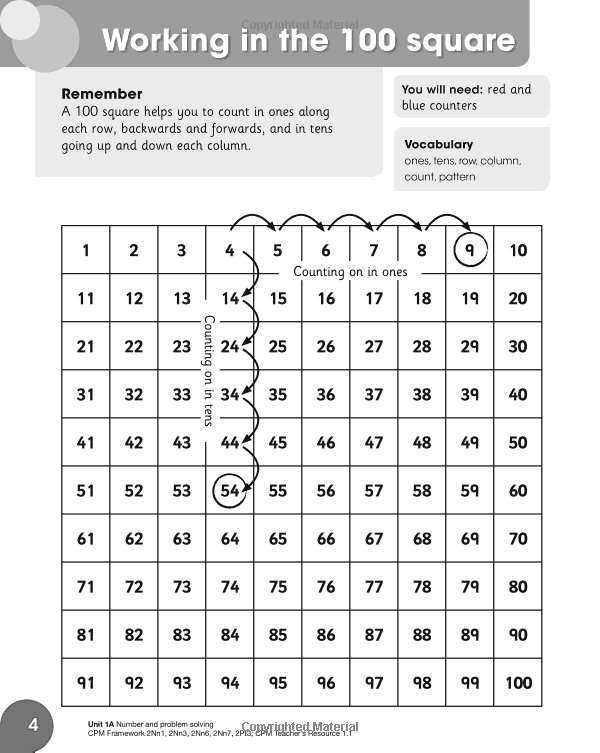 Copyrighted Material
Working in the 100 square
Remember
A 100 square helps you to count in ones along
each row, backwards and forwards, and in tens
going up and down each column.
You will need: red and
blue counters
Vocabulary
ones, tens, row, column,
count, pattern
1 2 3 4 5 6 7 8 9 10
Counting on in ones
11 12 13 14 15 16 17 18 19 20
Counting on in tens
21 22 23 24 25 26 27 28 29 30
31 32 33 34 35 36 37 38 39 40
41 42 43 44 45 46 47 48 49 50
51 52 53 54 55 56 57 58 59 60
61 62 63 64 65 66 67 68 69 70
71 72 73 74 75 76 77 78 79 80
81 82 83 84 85 86 87 88 89 90
91 92 93 94 95 96 97 98 99 100
4
Unit 1A Number and problem solving
CPM Framework 2Nn1, 2Nn3, 2Nn6, 2Nn7, 2Pt3; CPM Teacher's Resource 1.1
Copyrighted Material